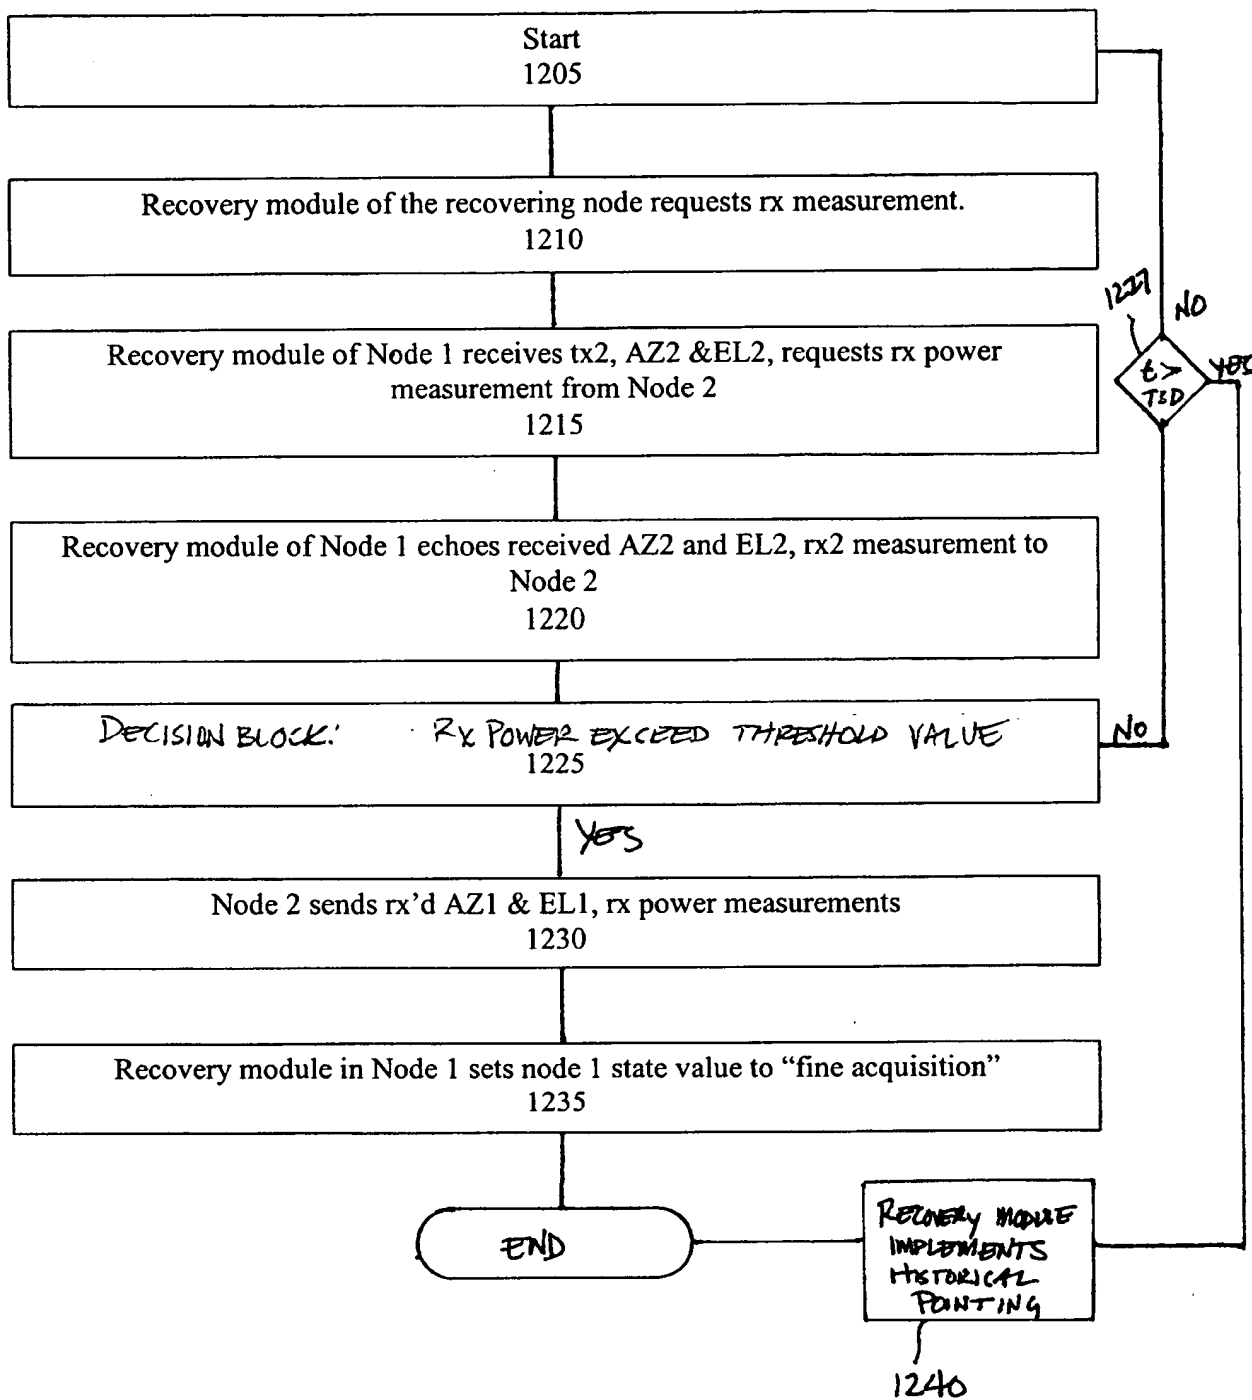 Start
1205
Recovery module of the recovering node requests rx measurement.
1210
Recovery module of Node 1 receives tx2, AZ2 &EL2, requests rx power
measurement from Node 2
1215
Recovery module of Node 1 echoes received AZ2 and EL2, rx2 measurement to
Node 2
1220
DECISION BLOCK: RX POWER EXCEED THRESHOLD VALUE
1225
NO
1227
NO
t >
TBD
YES
YES
Node 2 sends rx'd AZ1 & EL1, rx power measurements
1230
Recovery module in Node 1 sets node 1 state value to “fine acquisition”
1235
END
RECOVERY MODULE
IMPLEMENTS
HISTORICAL
POINTING
1240